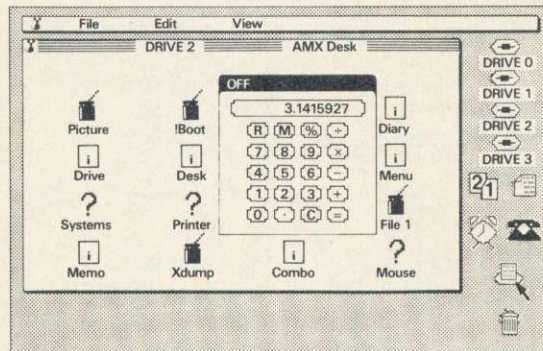 File Edit View
DRIVE 2 AMX Desk
OFF
3.1415927
R M % ÷
7 8 9 ×
4 5 6 −
1 2 3 +
0 · C =
Picture !Boot Diary
i i i
Drive Desk Menu
? i
Systems Printer File 1
i i ?
Memo Xdump Combo Mouse
DRIVE 0
DRIVE 1
DRIVE 2
DRIVE 3
21